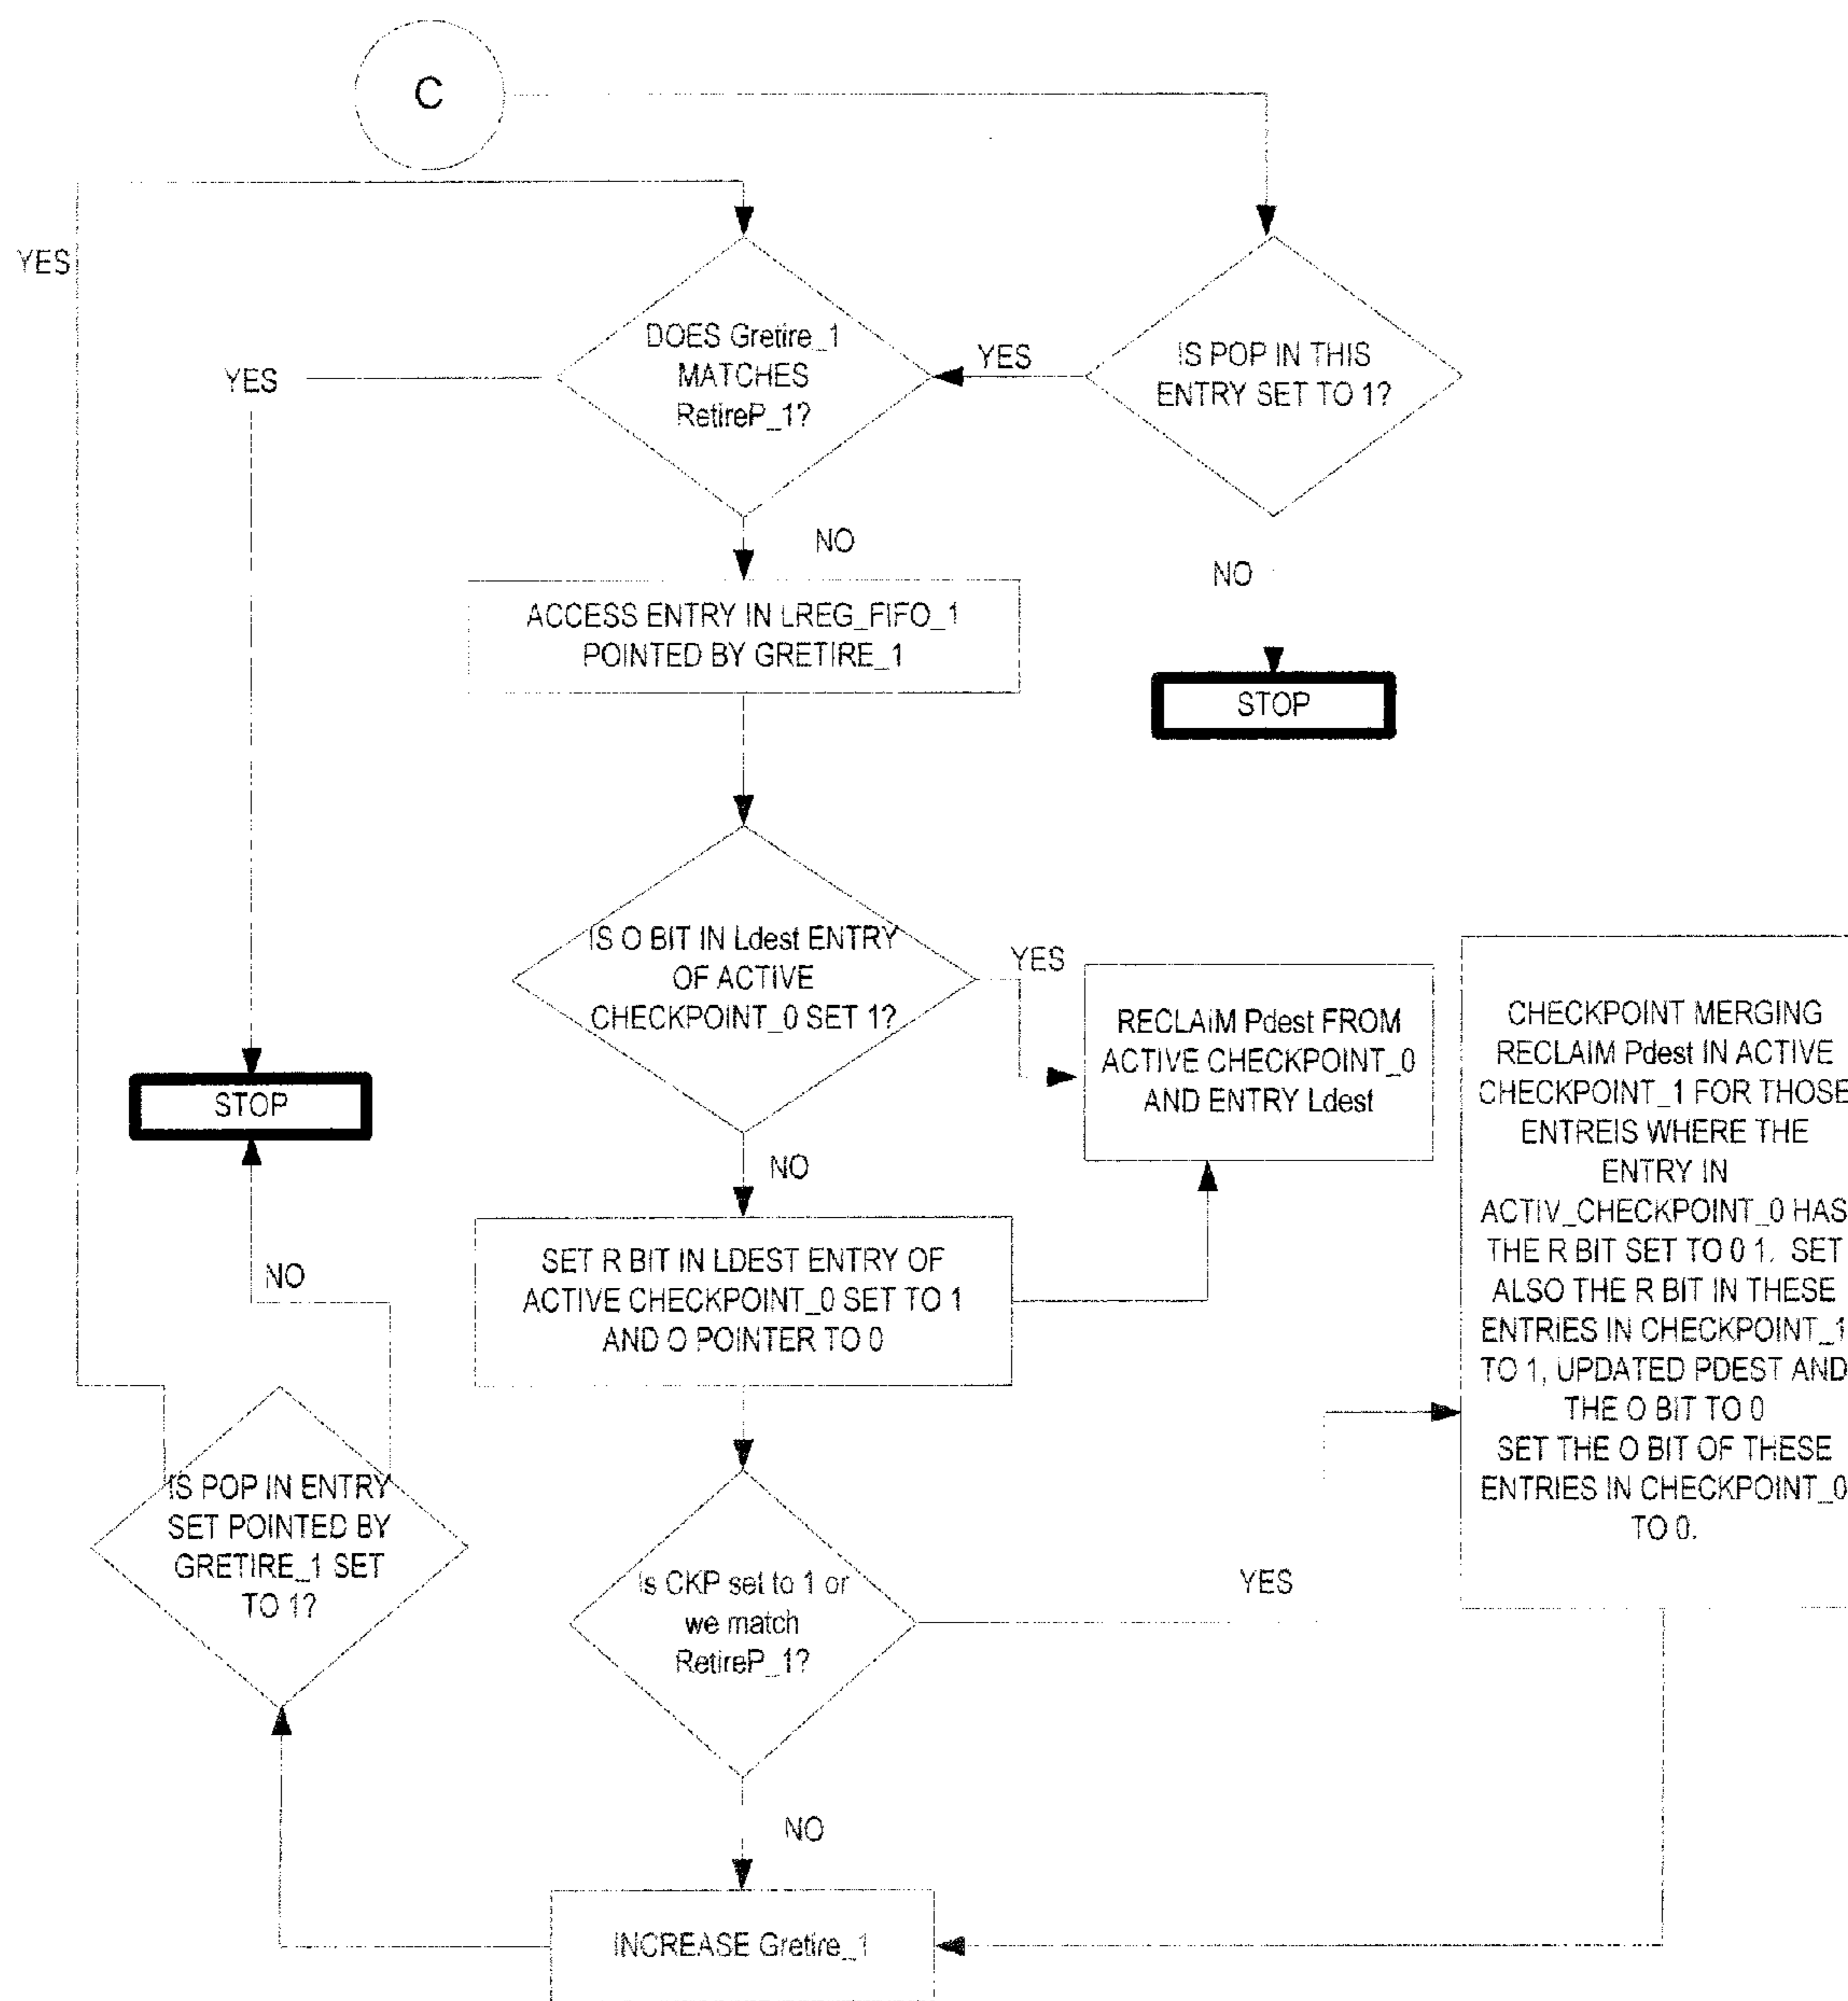 C
YES
DOES Gretire_1
MATCHES
RetireP_1?
YES
IS POP IN THIS
ENTRY SET TO 1?
YES
NO
NO
ACCESS ENTRY IN LREG_FIFO_1
POINTED BY GRETIRE_1
STOP
IS O BIT IN Ldest ENTRY
OF ACTIVE
CHECKPOINT_0 SET 1?
YES
RECLAIM Pdest FROM
ACTIVE CHECKPOINT_0
AND ENTRY Ldest
CHECKPOINT MERGING
RECLAIM Pdest IN ACTIVE
CHECKPOINT_1 FOR THOSE
ENTREIS WHERE THE
ENTRY IN
ACTIV_CHECKPOINT_0 HAS
THE R BIT SET TO 0 1. SET
ALSO THE R BIT IN THESE
ENTRIES IN CHECKPOINT_1
TO 1, UPDATED PDEST AND
THE O BIT TO 0
SET THE O BIT OF THESE
ENTRIES IN CHECKPOINT_0
TO 0.
STOP
NO
NO
SET R BIT IN LDEST ENTRY OF
ACTIVE CHECKPOINT_0 SET TO 1
AND O POINTER TO 0
IS POP IN ENTRY
SET POINTED BY
GRETIRE_1 SET
TO 1?
Is CKP set to 1 or
we match
RetireP_1?
YES
NO
INCREASE Gretire_1